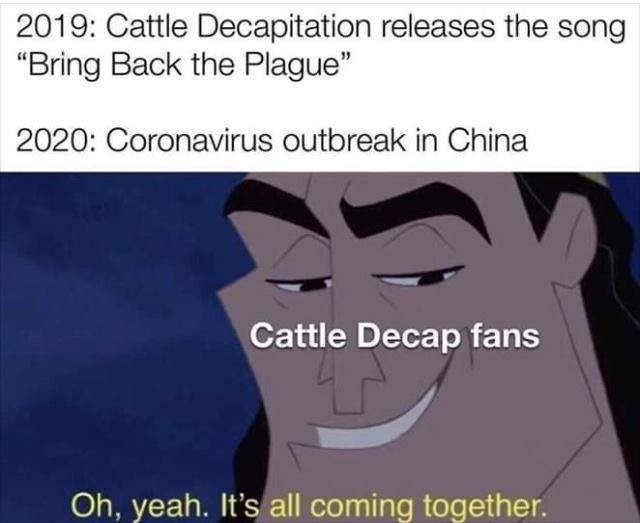 2019: Cattle Decapitation releases the song
“Bring Back the Plague”
2020: Coronavirus outbreak in China
Cattle Decap fans
Oh, yeah. It's all coming together.